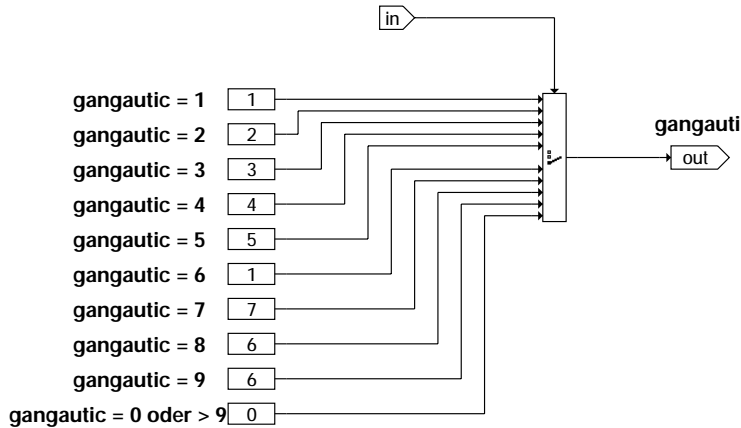 in
gangautic = 1 1
gangauti
gangautic = 2 2
out
gangautic = 3 3
gangautic = 4 4
gangautic = 5 5
gangautic = 6 1
gangautic = 7 7
gangautic = 8 6
gangautic = 9 6
gangautic = 0 oder > 9 0